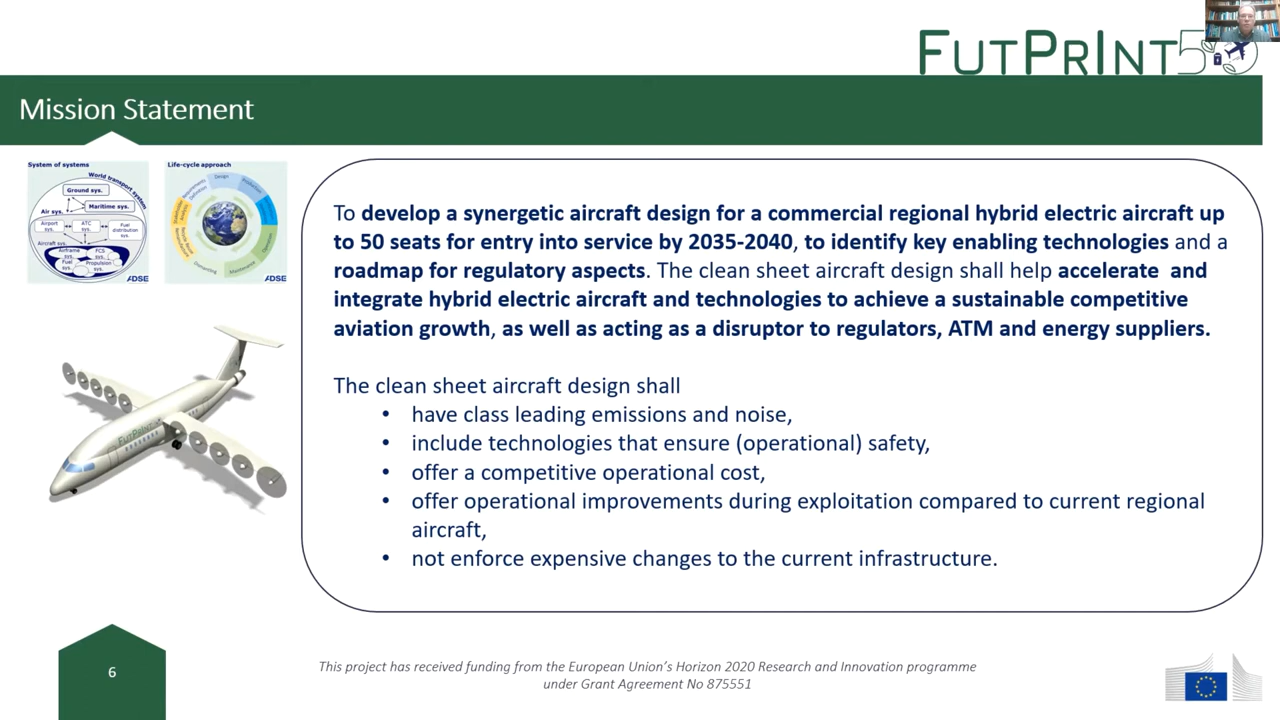 FUTPRINT50
Mission Statement
System of systems
World transport system
Ground sys.
Maritime sys.
Air sys.
Airport sys.
ATC sys.
Fuel distribution sys.
Aircraft sys.
Airframe sys.
FCS sys.
Fuel sys.
Propulsion sys.
ADSE
Life-cycle approach
Design
Production
Maintenance
Dismantling
Requirements Definition
ADSE
FUTPRINT
To develop a synergetic aircraft design for a commercial regional hybrid electric aircraft up
to 50 seats for entry into service by 2035-2040, to identify key enabling technologies and a
roadmap for regulatory aspects. The clean sheet aircraft design shall help accelerate and
integrate hybrid electric aircraft and technologies to achieve a sustainable competitive
aviation growth, as well as acting as a disruptor to regulators, ATM and energy suppliers.
The clean sheet aircraft design shall
• have class leading emissions and noise,
• include technologies that ensure (operational) safety,
• offer a competitive operational cost,
• offer operational improvements during exploitation compared to current regional
aircraft,
• not enforce expensive changes to the current infrastructure.
6
This project has received funding from the European Union's Horizon 2020 Research and Innovation programme
under Grant Agreement No 875551